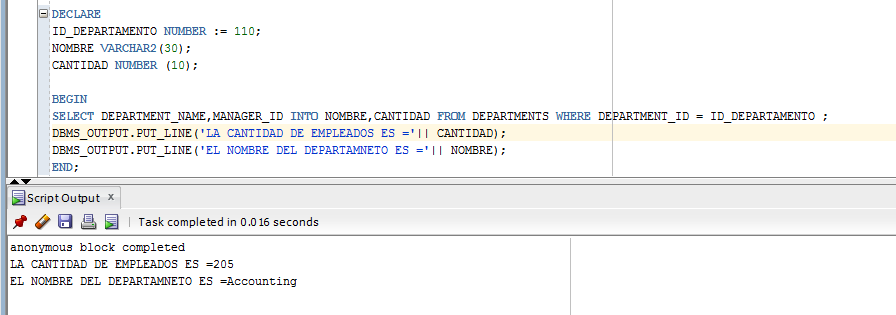 DECLARE
ID_DEPARTAMENTO NUMBER := 110;
NOMBRE VARCHAR2(30);
CANTIDAD NUMBER (10);
BEGIN
SELECT DEPARTMENT_NAME,MANAGER_ID INTO NOMBRE,CANTIDAD FROM DEPARTMENTS WHERE DEPARTMENT_ID = ID_DEPARTAMENTO ;
DBMS_OUTPUT.PUT_LINE('LA CANTIDAD DE EMPLEADOS ES ='|| CANTIDAD);
DBMS_OUTPUT.PUT_LINE('EL NOMBRE DEL DEPARTAMNETO ES ='|| NOMBRE);
END;
Script Output x
Task completed in 0.016 seconds
anonymous block completed
LA CANTIDAD DE EMPLEADOS ES =205
EL NOMBRE DEL DEPARTAMNETO ES =Accounting